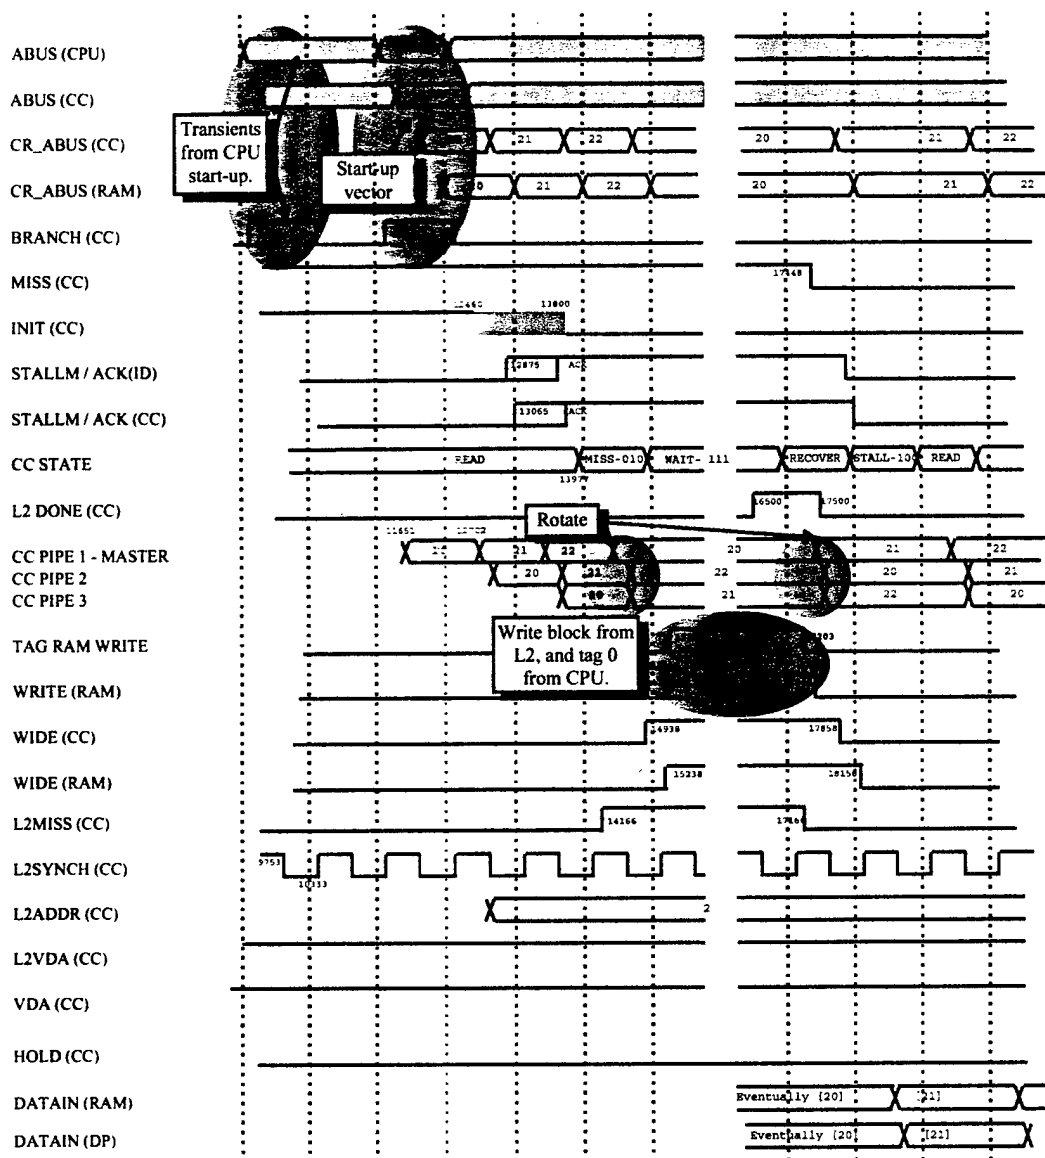 ABUS (CPU)
ABUS (CC)
Transients
from CPU
start-up.
CR_ABUS (CC)
21 22 20 21 22
Start-up
vector
CR_ABUS (RAM)
21 22 20 21 22
BRANCH (CC)
MISS (CC)
INIT (CC)
13800
STALLM / ACK(ID)
ACK
STALLM / ACK (CC)
13065 ACK
CC STATE
READ MISS-010 WAIT- 111 RECOVER STALL-100 READ
L2 DONE (CC)
16500 17500
Rotate
11651
CC PIPE 1 - MASTER
21 22 20 21 22
CC PIPE 2
20 22 20 21
CC PIPE 3
21 22 20
TAG RAM WRITE
Write block from
L2, and tag 0
from CPU.
WRITE (RAM)
WIDE (CC)
14938 17858
WIDE (RAM)
15238 18158
L2MISS (CC)
14166
L2SYNCH (CC)
9753
10333
L2ADDR (CC)
2
L2VDA (CC)
VDA (CC)
HOLD (CC)
DATAIN (RAM)
Eventually [20] [21]
DATAIN (DP)
Eventually [20] [21]